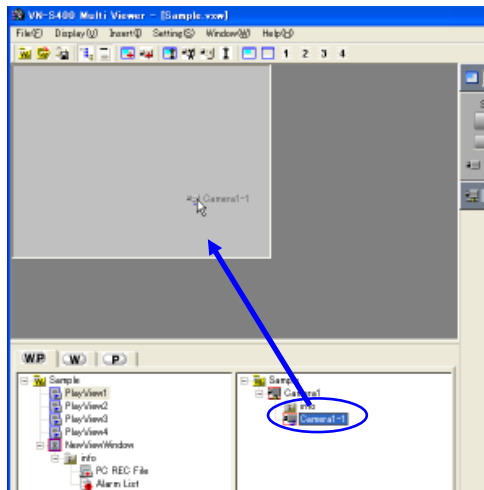 VN-S400 Multi Viewer - [Sample.vxw]
File(F) Display(U) Insert(I) Setting(S) Window(W) Help(H)
1 2 3 4
S
Camera1-1
W.P W P
Sample
PlayView1
PlayView2
PlayView3
PlayView4
NewViewWindow
info
PC REC File
Alarm List
Sample
Camera1
info
Camera1-1